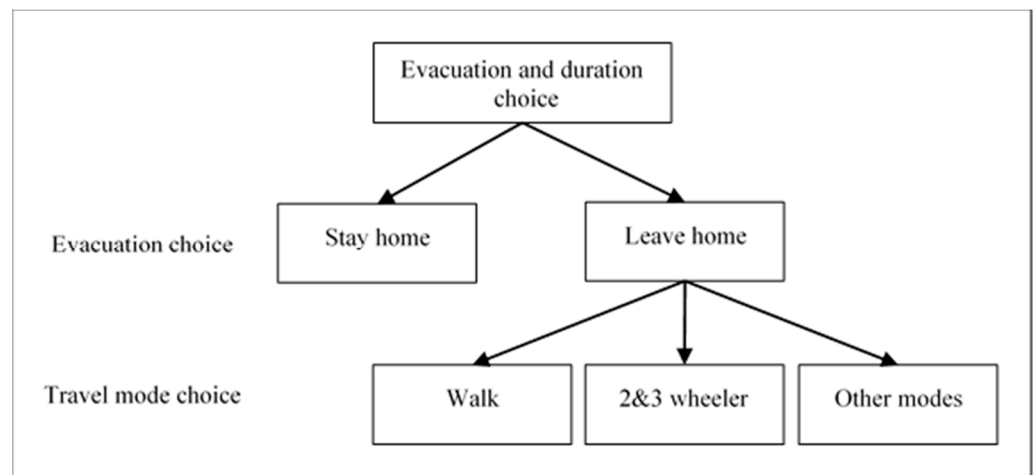 Evacuation and duration
choice
Evacuation choice
Stay home
Leave home
Travel mode choice
Walk
2&3 wheeler
Other modes